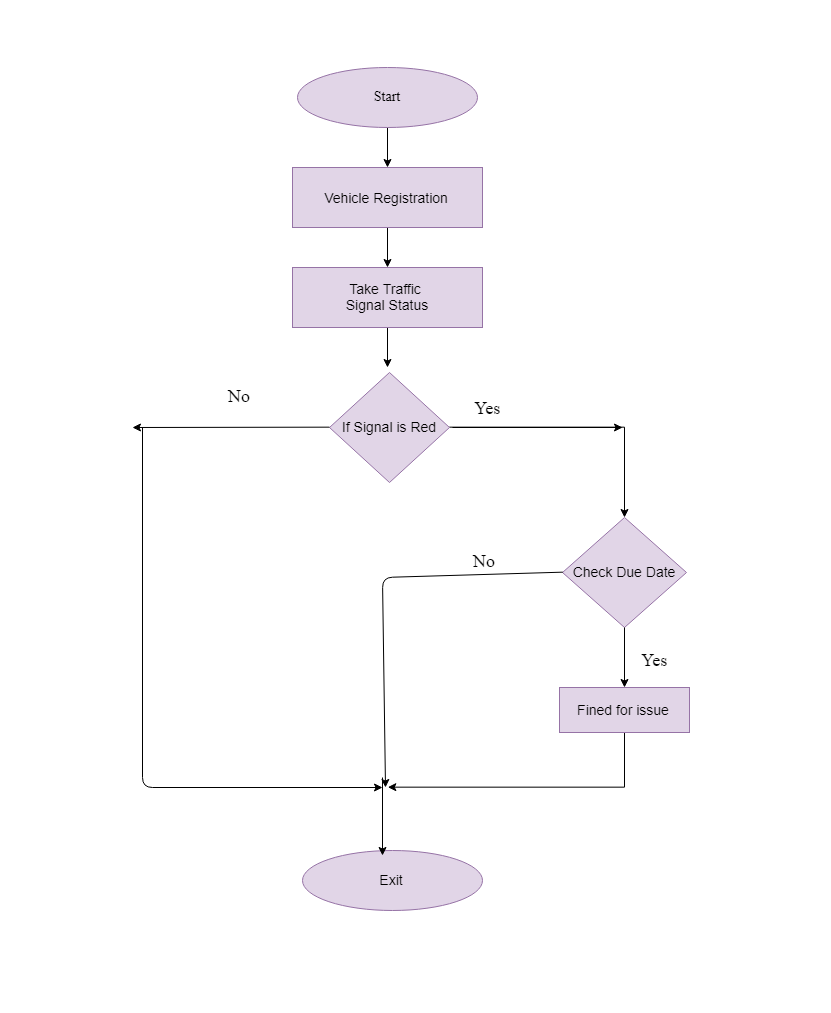 Start
Vehicle Registration
Take Traffic
Signal Status
No
Yes
If Signal is Red
No
Check Due Date
Yes
Fined for issue
Exit